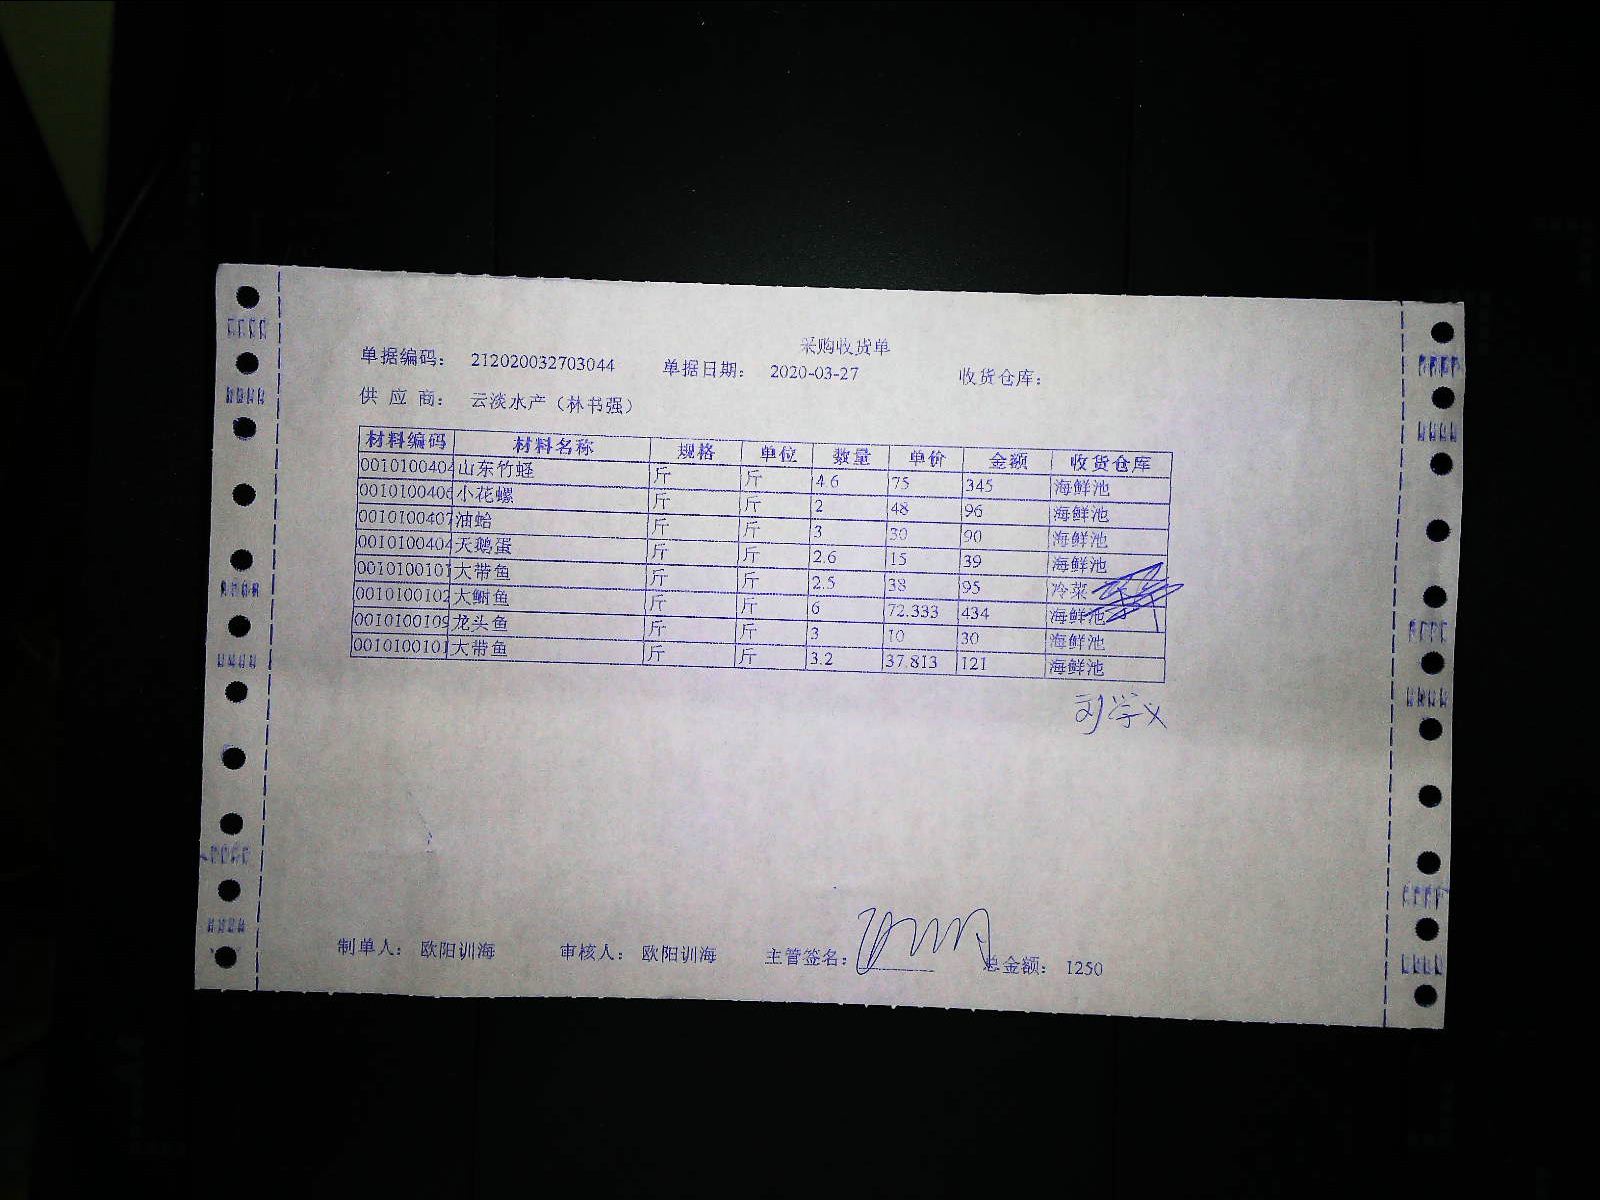 采购收货单
单据编码： 212020032703044 单据日期： 2020-03-27 收货仓库：
供 应 商： 云淡水产（林书强）
材料编码 材料名称 规格 单位 数量 单价 金额 收货仓库
0010100404 山东竹蛏 斤 斤 4.6 75 345 海鲜池
0010100406 小花螺 斤 斤 2 48 96 海鲜池
0010100407 油蛤 斤 斤 3 30 90 海鲜池
0010100404 天鹅蛋 斤 斤 2.6 15 39 海鲜池
0010100101 大带鱼 斤 斤 2.5 38 95 冷菜
0010100102 大鮰鱼 斤 斤 6 72.333 434 海鲜池
0010100109 龙头鱼 斤 斤 3 10 30 海鲜池
0010100101 大带鱼 斤 斤 3.2 37.813 121 海鲜池
刘学义
制单人： 欧阳训海 审核人： 欧阳训海 主管签名： 总金额： 1250